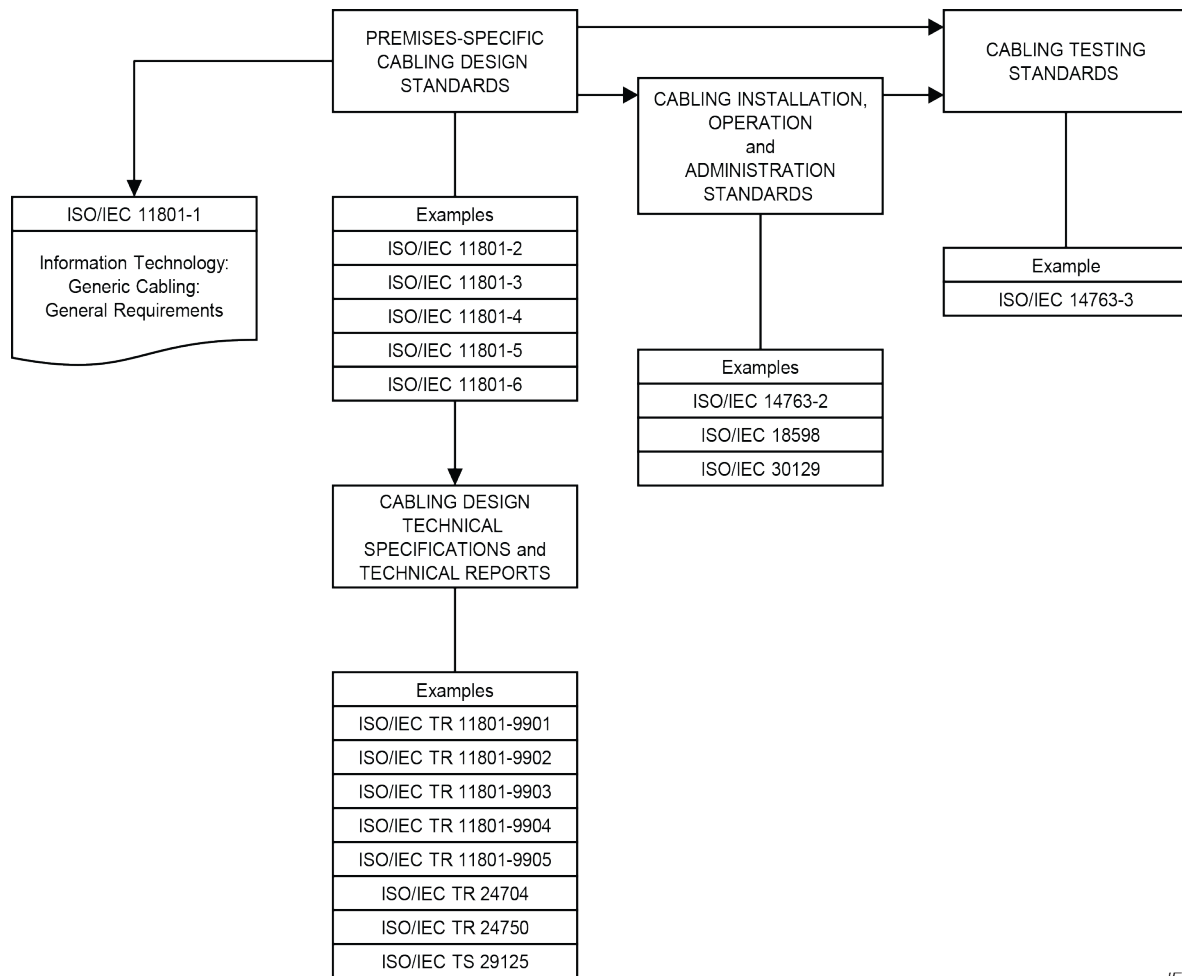 PREMISES-SPECIFIC
CABLING DESIGN
STANDARDS
CABLING TESTING
STANDARDS
CABLING INSTALLATION,
OPERATION
and
ADMINISTRATION
STANDARDS
ISO/IEC 11801-1
Information Technology:
Generic Cabling:
General Requirements
Examples
ISO/IEC 11801-2
ISO/IEC 11801-3
ISO/IEC 11801-4
ISO/IEC 11801-5
ISO/IEC 11801-6
Example
ISO/IEC 14763-3
Examples
ISO/IEC 14763-2
ISO/IEC 18598
ISO/IEC 30129
CABLING DESIGN
TECHNICAL
SPECIFICATIONS and
TECHNICAL REPORTS
Examples
ISO/IEC TR 11801-9901
ISO/IEC TR 11801-9902
ISO/IEC TR 11801-9903
ISO/IEC TR 11801-9904
ISO/IEC TR 11801-9905
ISO/IEC TR 24704
ISO/IEC TR 24750
ISO/IEC TS 29125